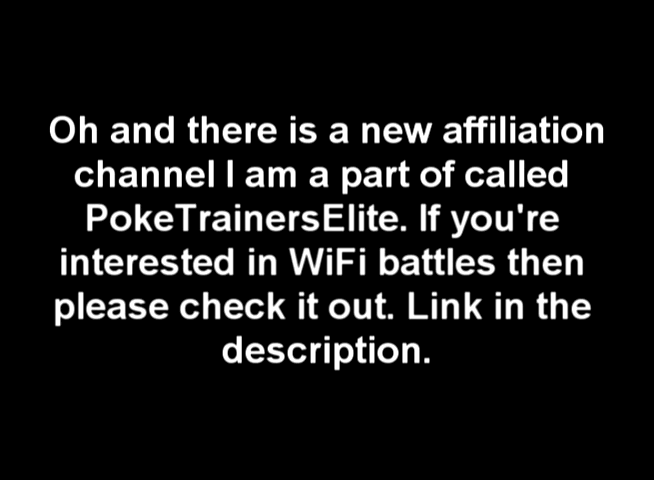 Oh and there is a new affiliation
channel I am a part of called
PokeTrainersElite. If you're
interested in WiFi battles then
please check it out. Link in the
description.